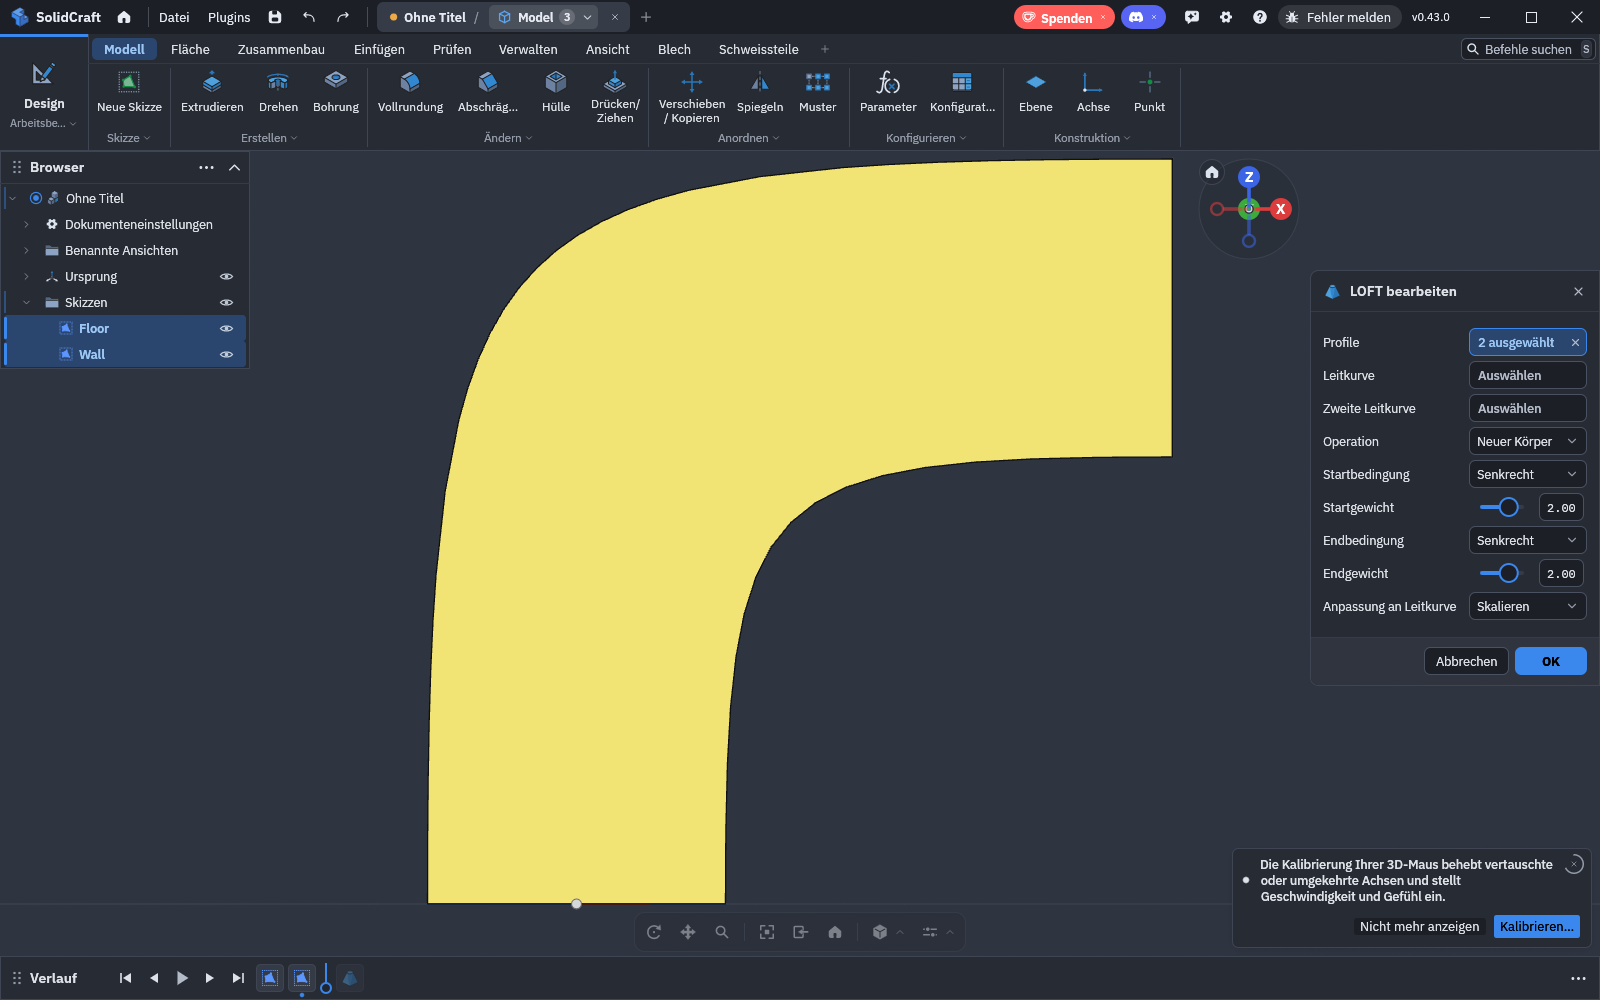 SolidCraft
Datei
Plugins
Ohne Titel /
Model 3
Spenden
Fehler melden
v0.43.0
Design
Arbeitsbe...
Modell
Fläche
Zusammenbau
Einfügen
Prüfen
Verwalten
Ansicht
Blech
Schweissteile
Befehle suchen S
Neue Skizze
Extrudieren
Drehen
Bohrung
Vollrundung
Abschräg...
Hülle
Drücken/
Ziehen
Verschieben
/ Kopieren
Spiegeln
Muster
Parameter
Konfigurat...
Ebene
Achse
Punkt
Skizze
Erstellen
Ändern
Anordnen
Konfigurieren
Konstruktion
Browser
Ohne Titel
Dokumenteneinstellungen
Benannte Ansichten
Ursprung
Skizzen
Floor
Wall
Z
X
LOFT bearbeiten
Profile 2 ausgewählt
Leitkurve Auswählen
Zweite Leitkurve Auswählen
Operation Neuer Körper
Startbedingung Senkrecht
Startgewicht 2.00
Endbedingung Senkrecht
Endgewicht 2.00
Anpassung an Leitkurve Skalieren
Abbrechen OK
Die Kalibrierung Ihrer 3D-Maus behebt vertauschte
oder umgekehrte Achsen und stellt
Geschwindigkeit und Gefühl ein.
Nicht mehr anzeigen Kalibrieren...
Verlauf